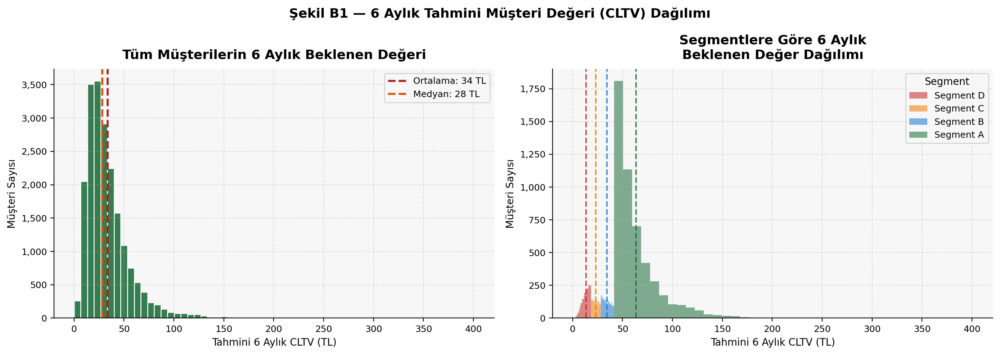 Şekil B1 — 6 Aylık Tahmini Müşteri Değeri (CLTV) Dağılımı
Tüm Müşterilerin 6 Aylık Beklenen Değeri
Müşteri Sayısı
3,500
3,000
2,500
2,000
1,500
1,000
500
0
0 50 100 150 200 250 300 350 400
Tahmini 6 Aylık CLTV (TL)
Ortalama: 34 TL
Medyan: 28 TL
Segmentlere Göre 6 Aylık
Beklenen Değer Dağılımı
Müşteri Sayısı
1,750
1,500
1,250
1,000
750
500
250
0
0 50 100 150 200 250 300 350 400
Tahmini 6 Aylık CLTV (TL)
Segment
Segment D
Segment C
Segment B
Segment A